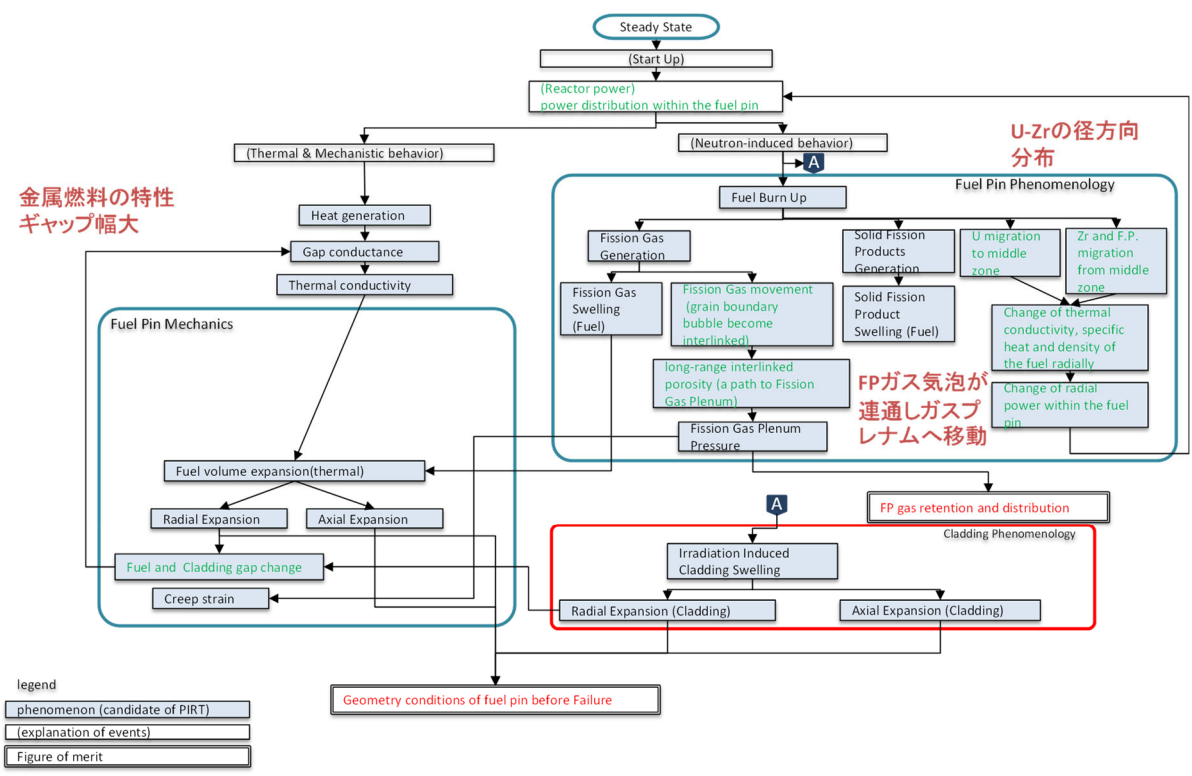 Steady State
(Start Up)
(Reactor power)
power distribution within the fuel pin
(Thermal & Mechanistic behavior)
(Neutron-induced behavior)
A
U-Zrの径方向
分布
金属燃料の特性
ギャップ幅大
Fuel Pin Phenomenology
Fuel Burn Up
Heat generation
Gap conductance
Thermal conductivity
Fission Gas
Generation
Solid Fission
Products
Generation
U migration
to middle
zone
Zr and F.P.
migration
from middle
zone
Fission Gas
Swelling
(Fuel)
Fission Gas movement
(grain boundary
bubble become
interlinked)
Solid Fission
Product
Swelling (Fuel)
Change of thermal
conductivity, specific
heat and density of
the fuel radially
long-range interlinked
porosity (a path to Fission
Gas Plenum)
FPガス気泡が
連通しガスプ
レナムへ移動
Change of radial
power within the fuel
pin
Fission Gas Plenum
Pressure
Fuel Pin Mechanics
Fuel volume expansion(thermal)
Radial Expansion
Axial Expansion
Fuel and Cladding gap change
Creep strain
FP gas retention and distribution
A
Cladding Phenomenology
Irradiation Induced
Cladding Swelling
Radial Expansion (Cladding)
Axial Expansion (Cladding)
Geometry conditions of fuel pin before Failure
legend
phenomenon (candidate of PIRT)
(explanation of events)
Figure of merit